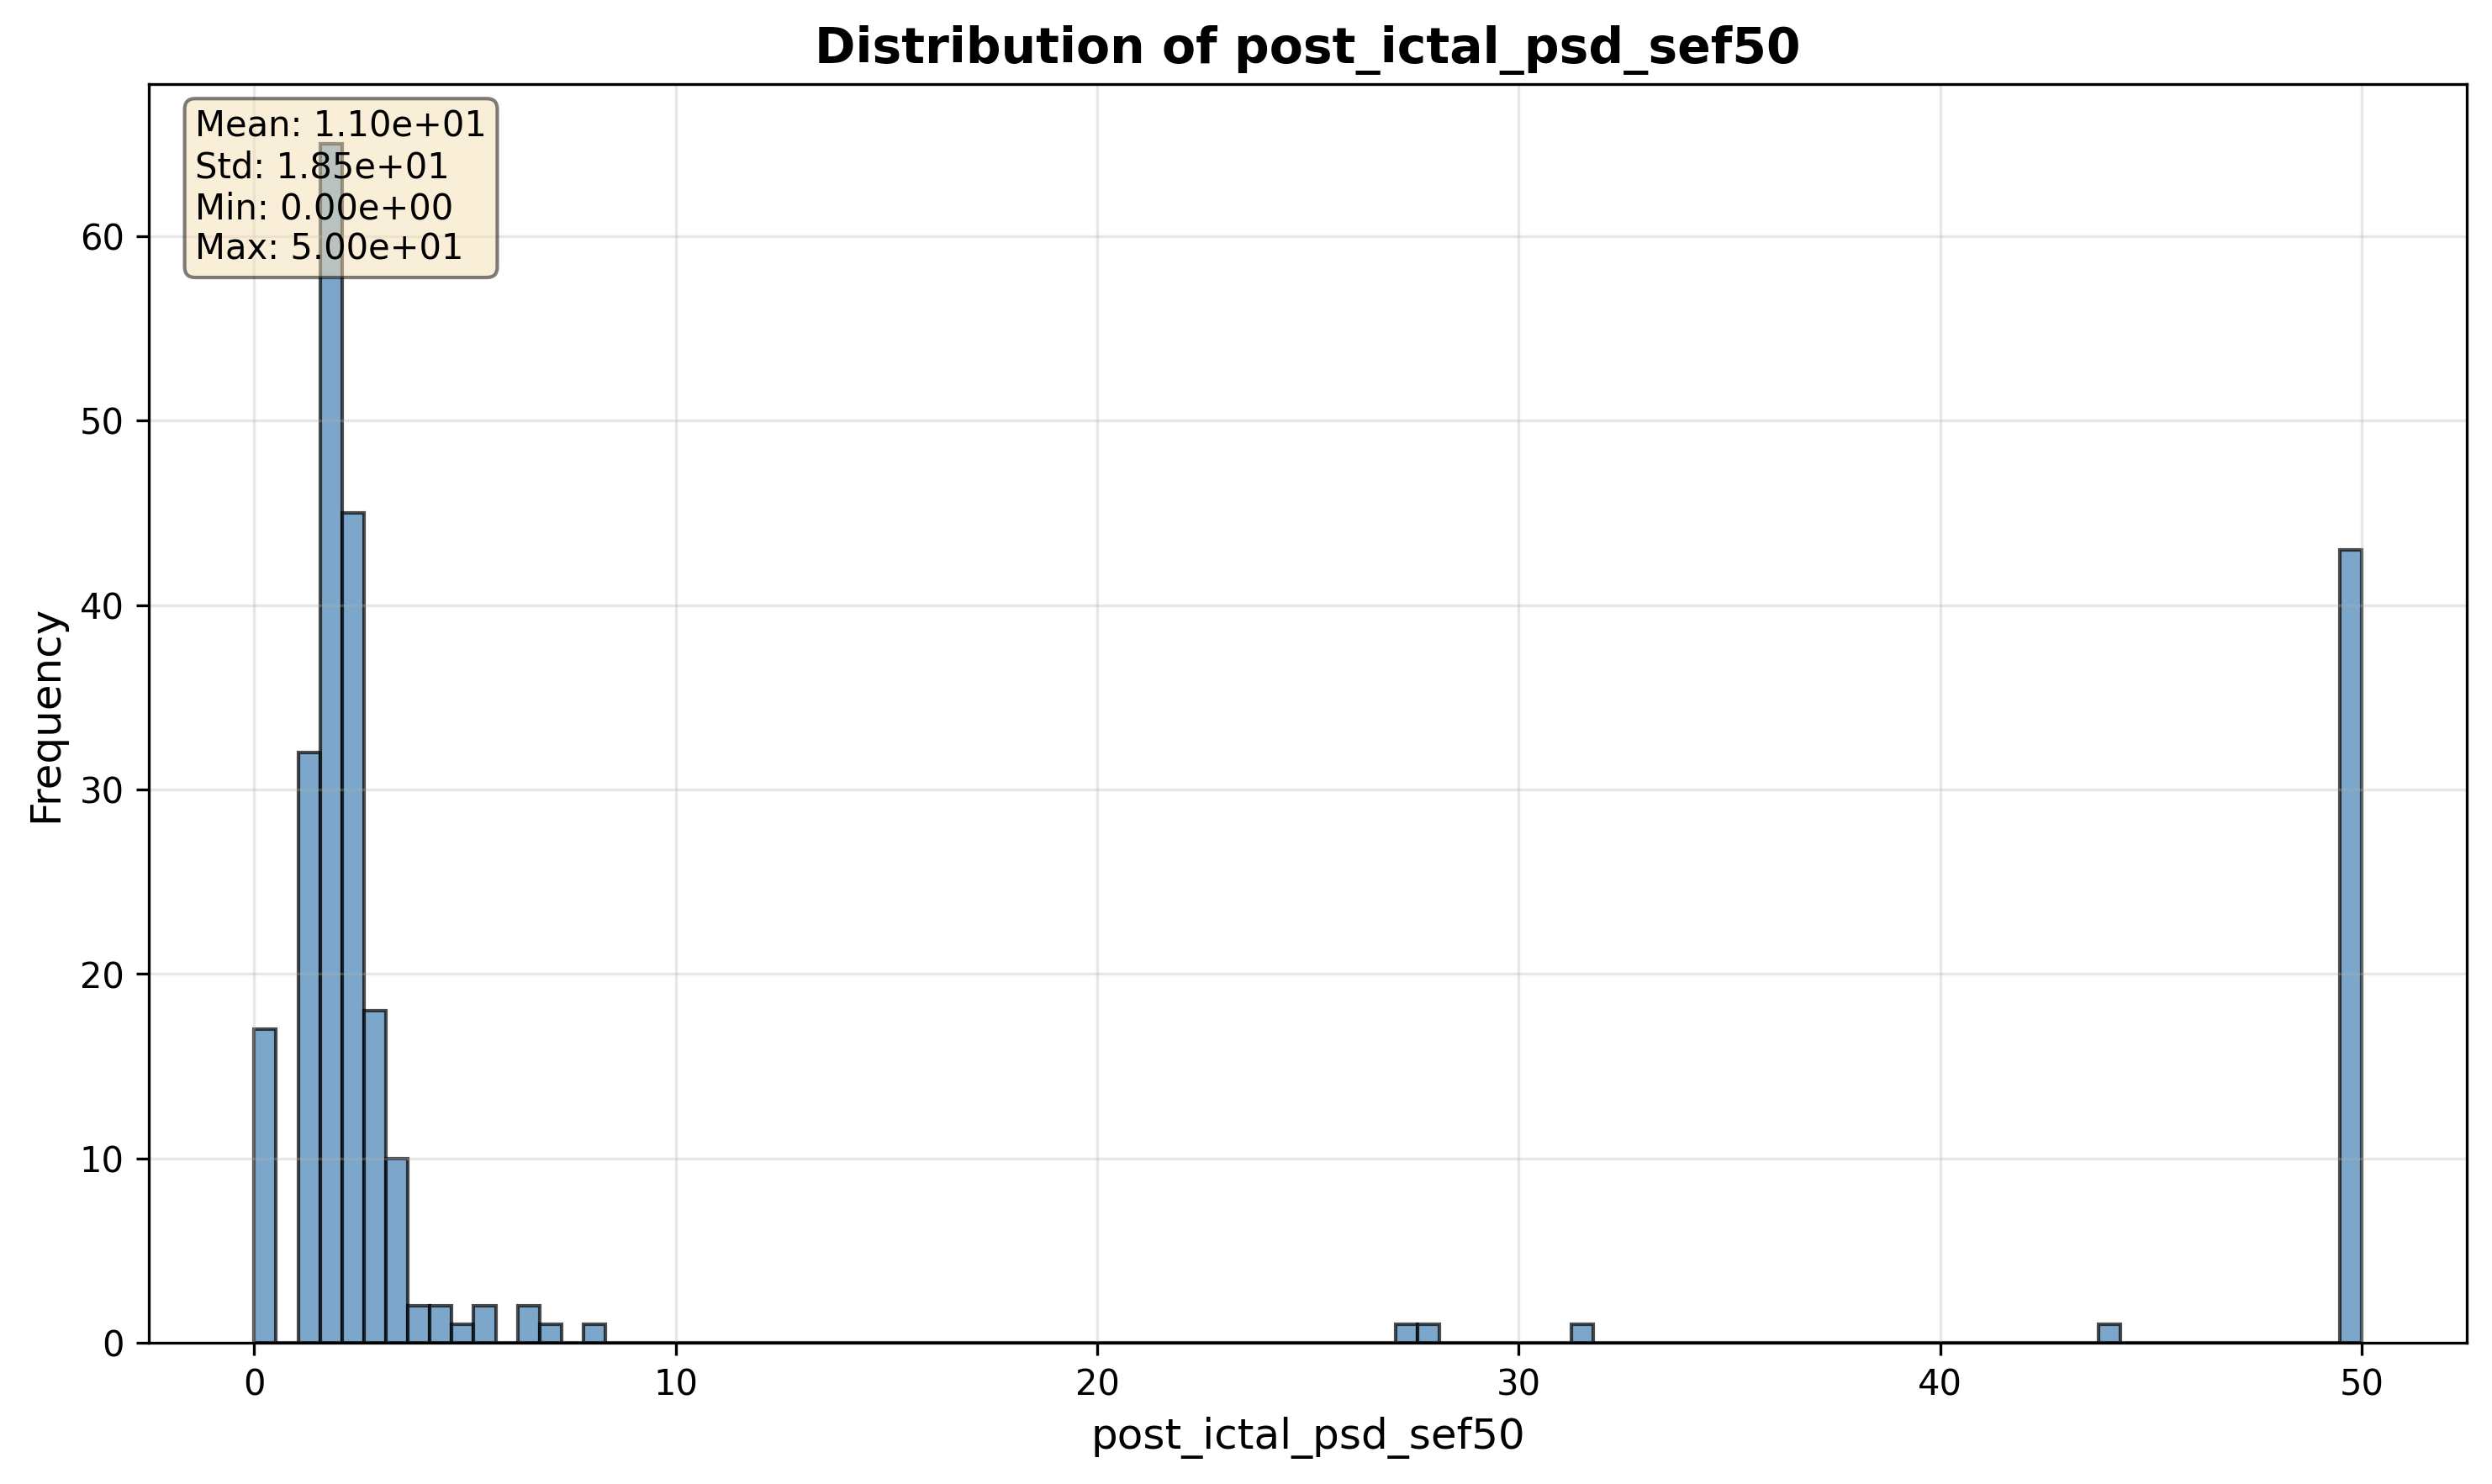 Distribution of post_ictal_psd_sef50
Mean: 1.10e+01
Std: 1.85e+01
Min: 0.00e+00
Max: 5.00e+01
60
50
40
30
20
10
0
Frequency
0 10 20 30 40 50
post_ictal_psd_sef50